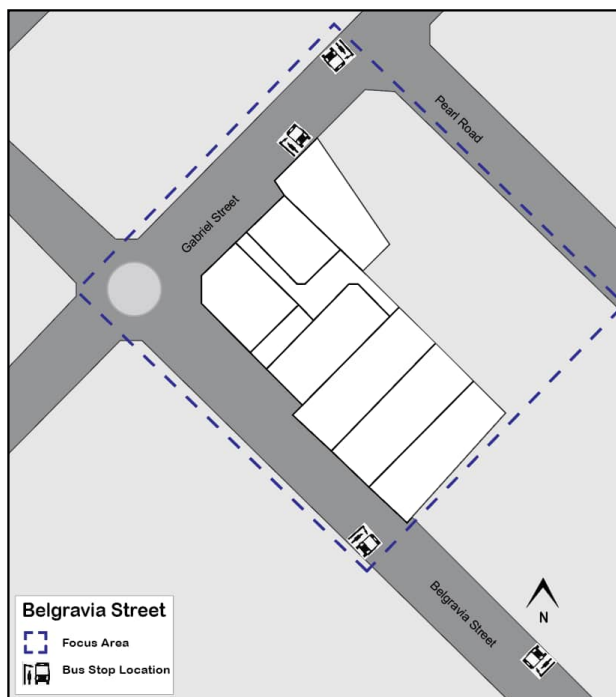 Pearl Road
Gabriel Street
Belgravia Street
N
Belgravia Street
Focus Area
Bus Stop Location